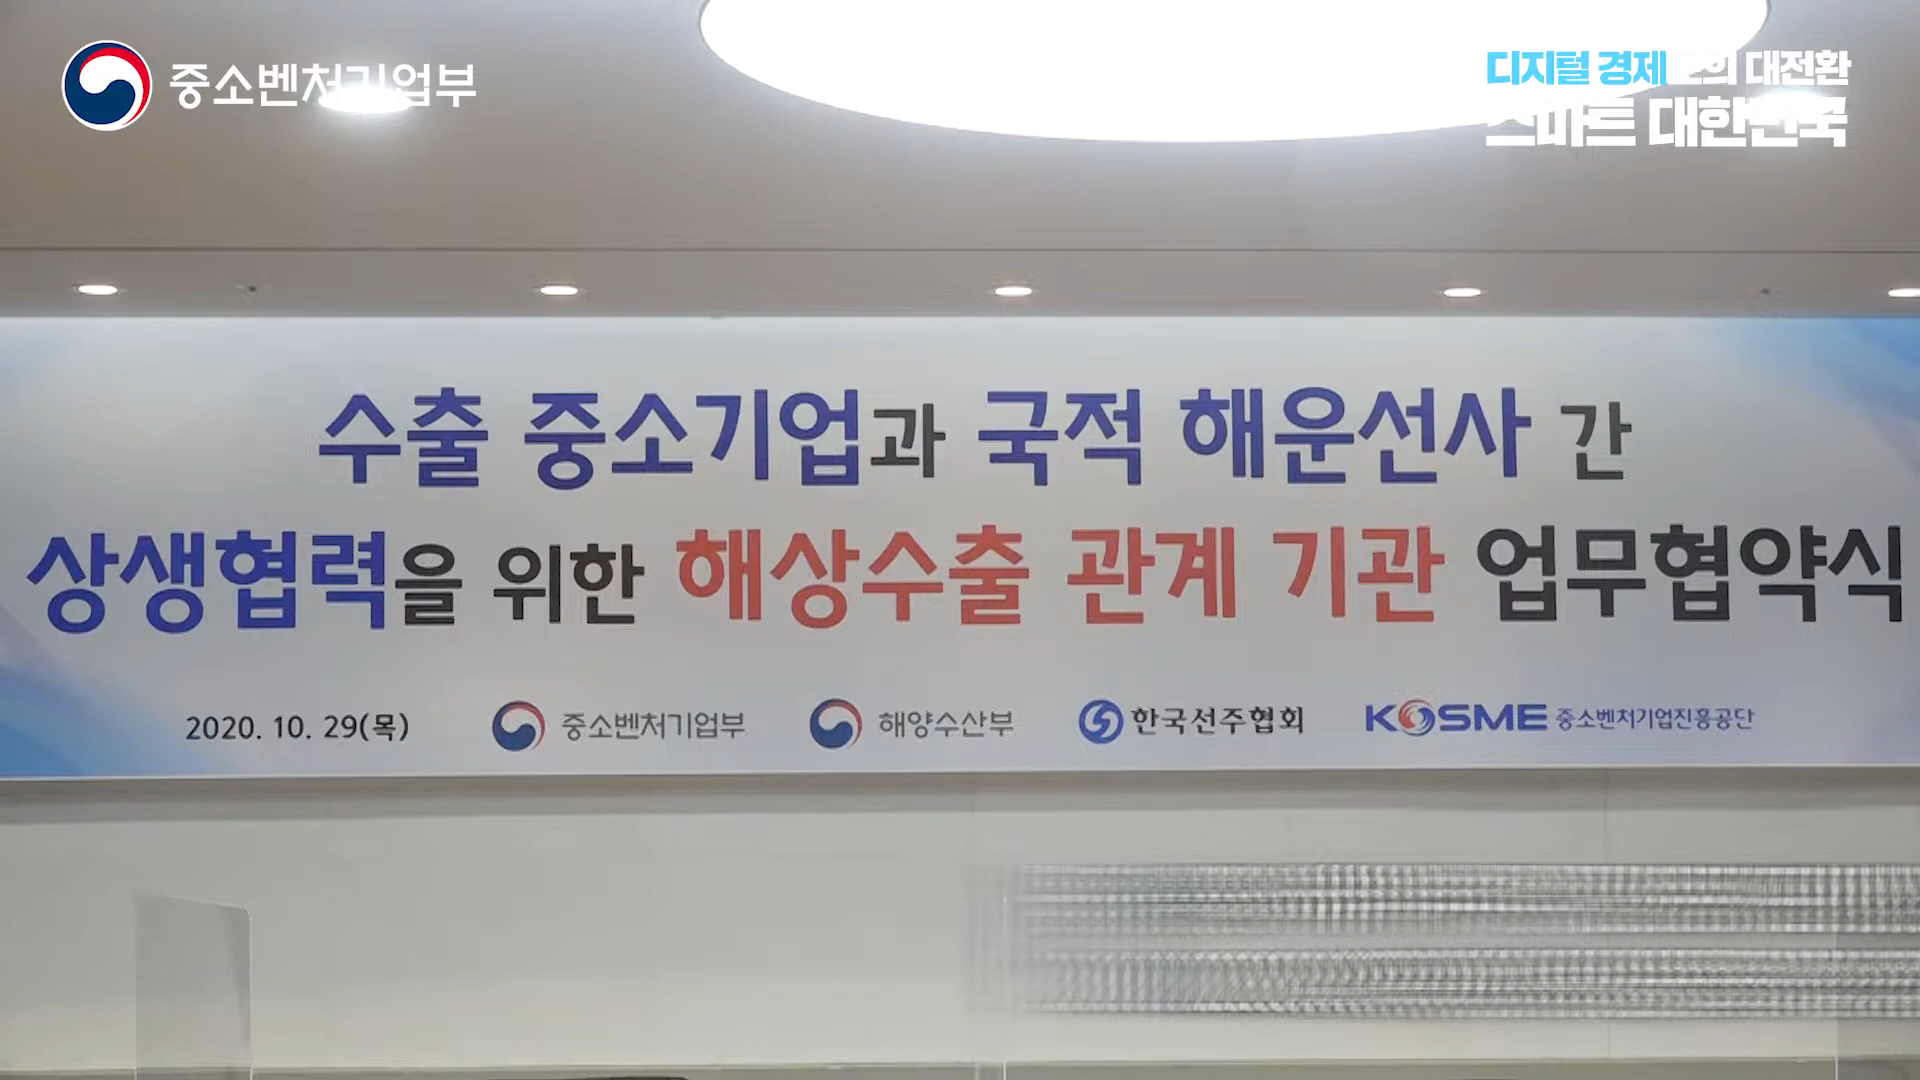 중소벤처기업부
디지털 경제로의 대전환
스마트 대한민국
수출 중소기업과 국적 해운선사 간
상생협력을 위한 해상수출 관계 기관 업무협약식
2020. 10. 29(목) 중소벤처기업부 해양수산부 한국선주협회 KOSME 중소벤처기업진흥공단